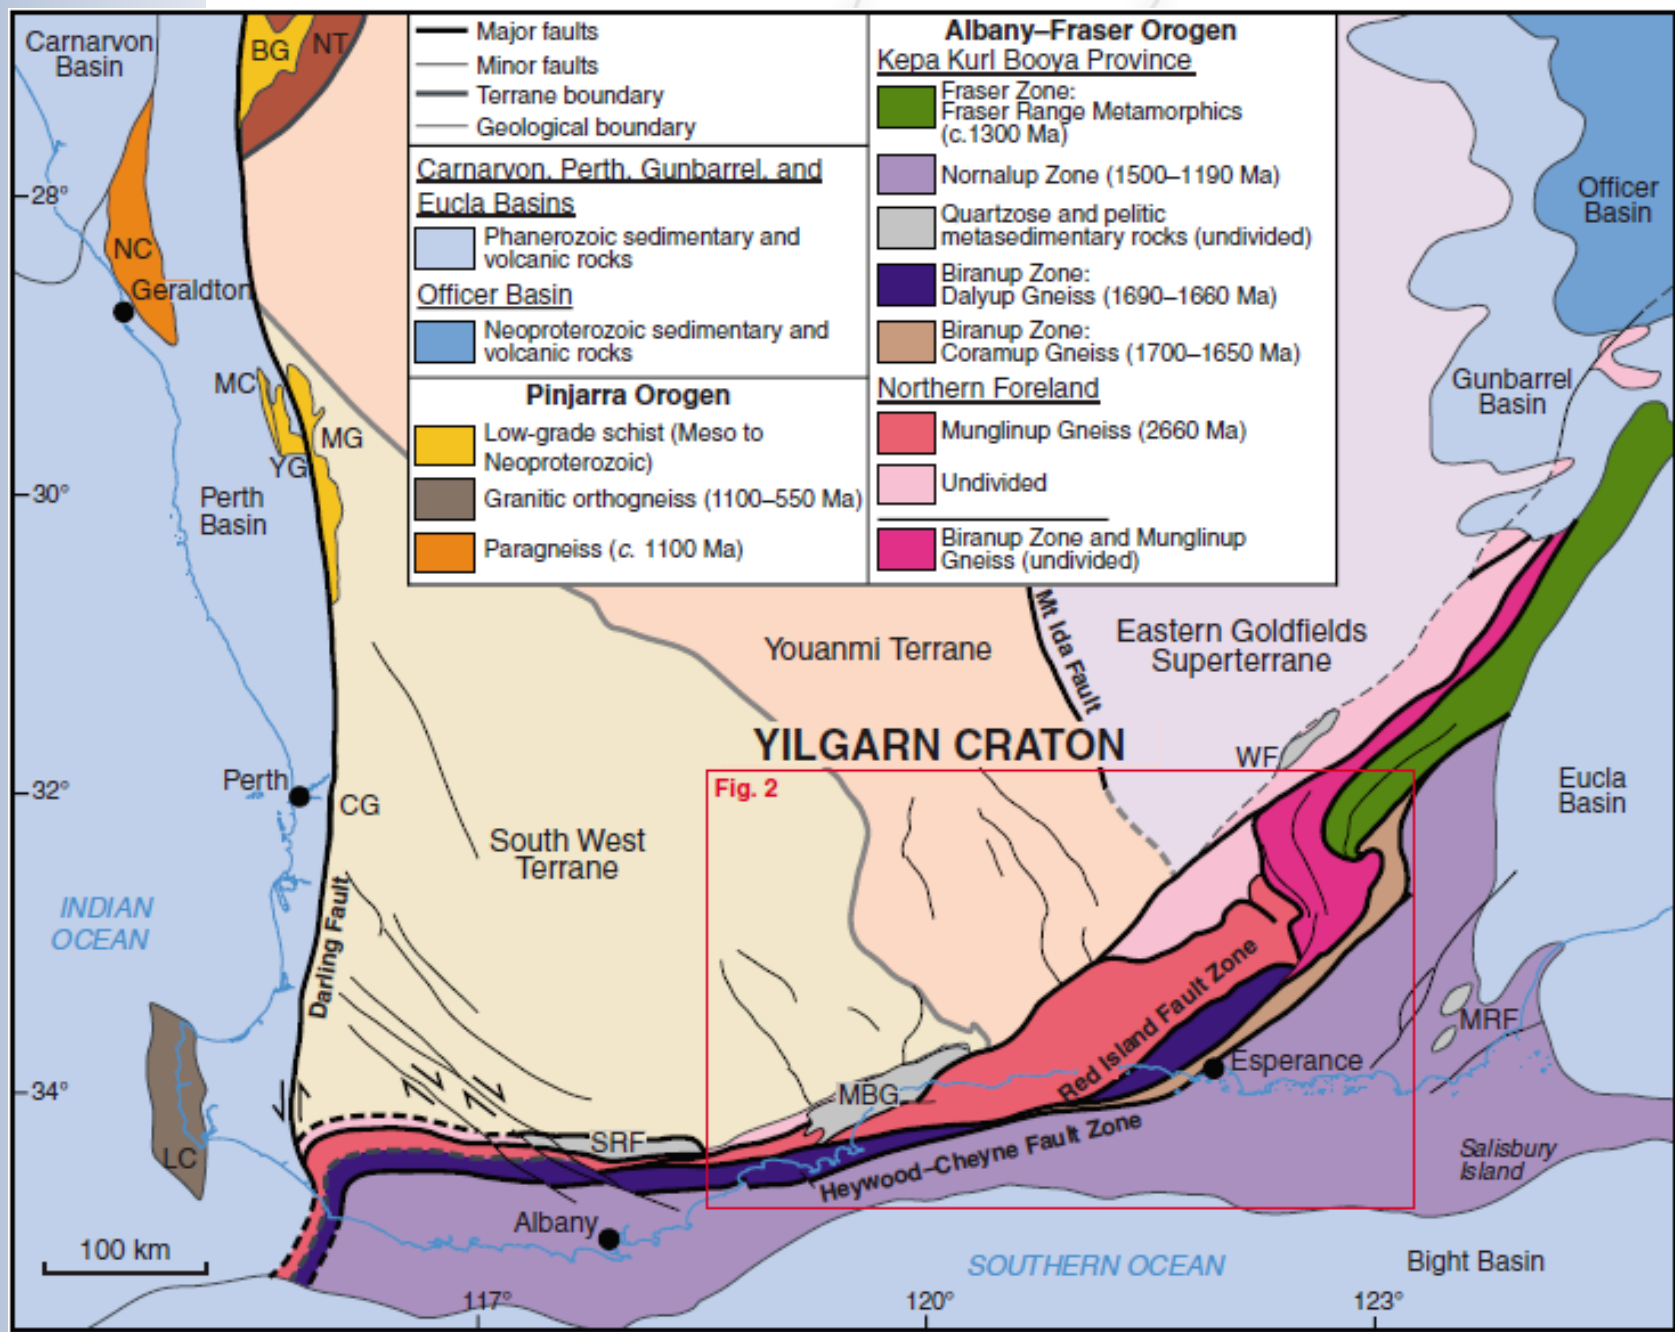 Carnarvon
Basin
BG
NT
Major faults
Minor faults
Terrane boundary
Geological boundary
Carnarvon, Perth, Gunbarrel, and
Eucla Basins
Phanerozoic sedimentary and
volcanic rocks
Officer Basin
Neoproterozoic sedimentary and
volcanic rocks
Pinjarra Orogen
Low-grade schist (Meso to
Neoproterozoic)
Granitic orthogneiss (1100–550 Ma)
Paragneiss (c. 1100 Ma)
Albany–Fraser Orogen
Kepa Kurl Booya Province
Fraser Zone:
Fraser Range Metamorphics
(c.1300 Ma)
Nornalup Zone (1500–1190 Ma)
Quartzose and pelitic
metasedimentary rocks (undivided)
Biranup Zone:
Dalyup Gneiss (1690–1660 Ma)
Biranup Zone:
Coramup Gneiss (1700–1650 Ma)
Northern Foreland
Munglinup Gneiss (2660 Ma)
Undivided
Biranup Zone and Munglinup
Gneiss (undivided)
Officer
Basin
28°
NC
Geraldton
MC
MG
YG
Gunbarrel
Basin
30°
Perth
Basin
Mt Ida Fault
Youanmi Terrane
Eastern Goldfields
Superterrane
YILGARN CRATON
WF
Fig. 2
32°
Perth
CG
Eucla
Basin
South West
Terrane
INDIAN
OCEAN
Darling Fault
Red Island Fault Zone
MRF
Esperance
34°
MBG
SRF
LC
Heywood–Cheyne Fault Zone
Salisbury
Island
Albany
100 km
SOUTHERN OCEAN
Bight Basin
117°
120°
123°